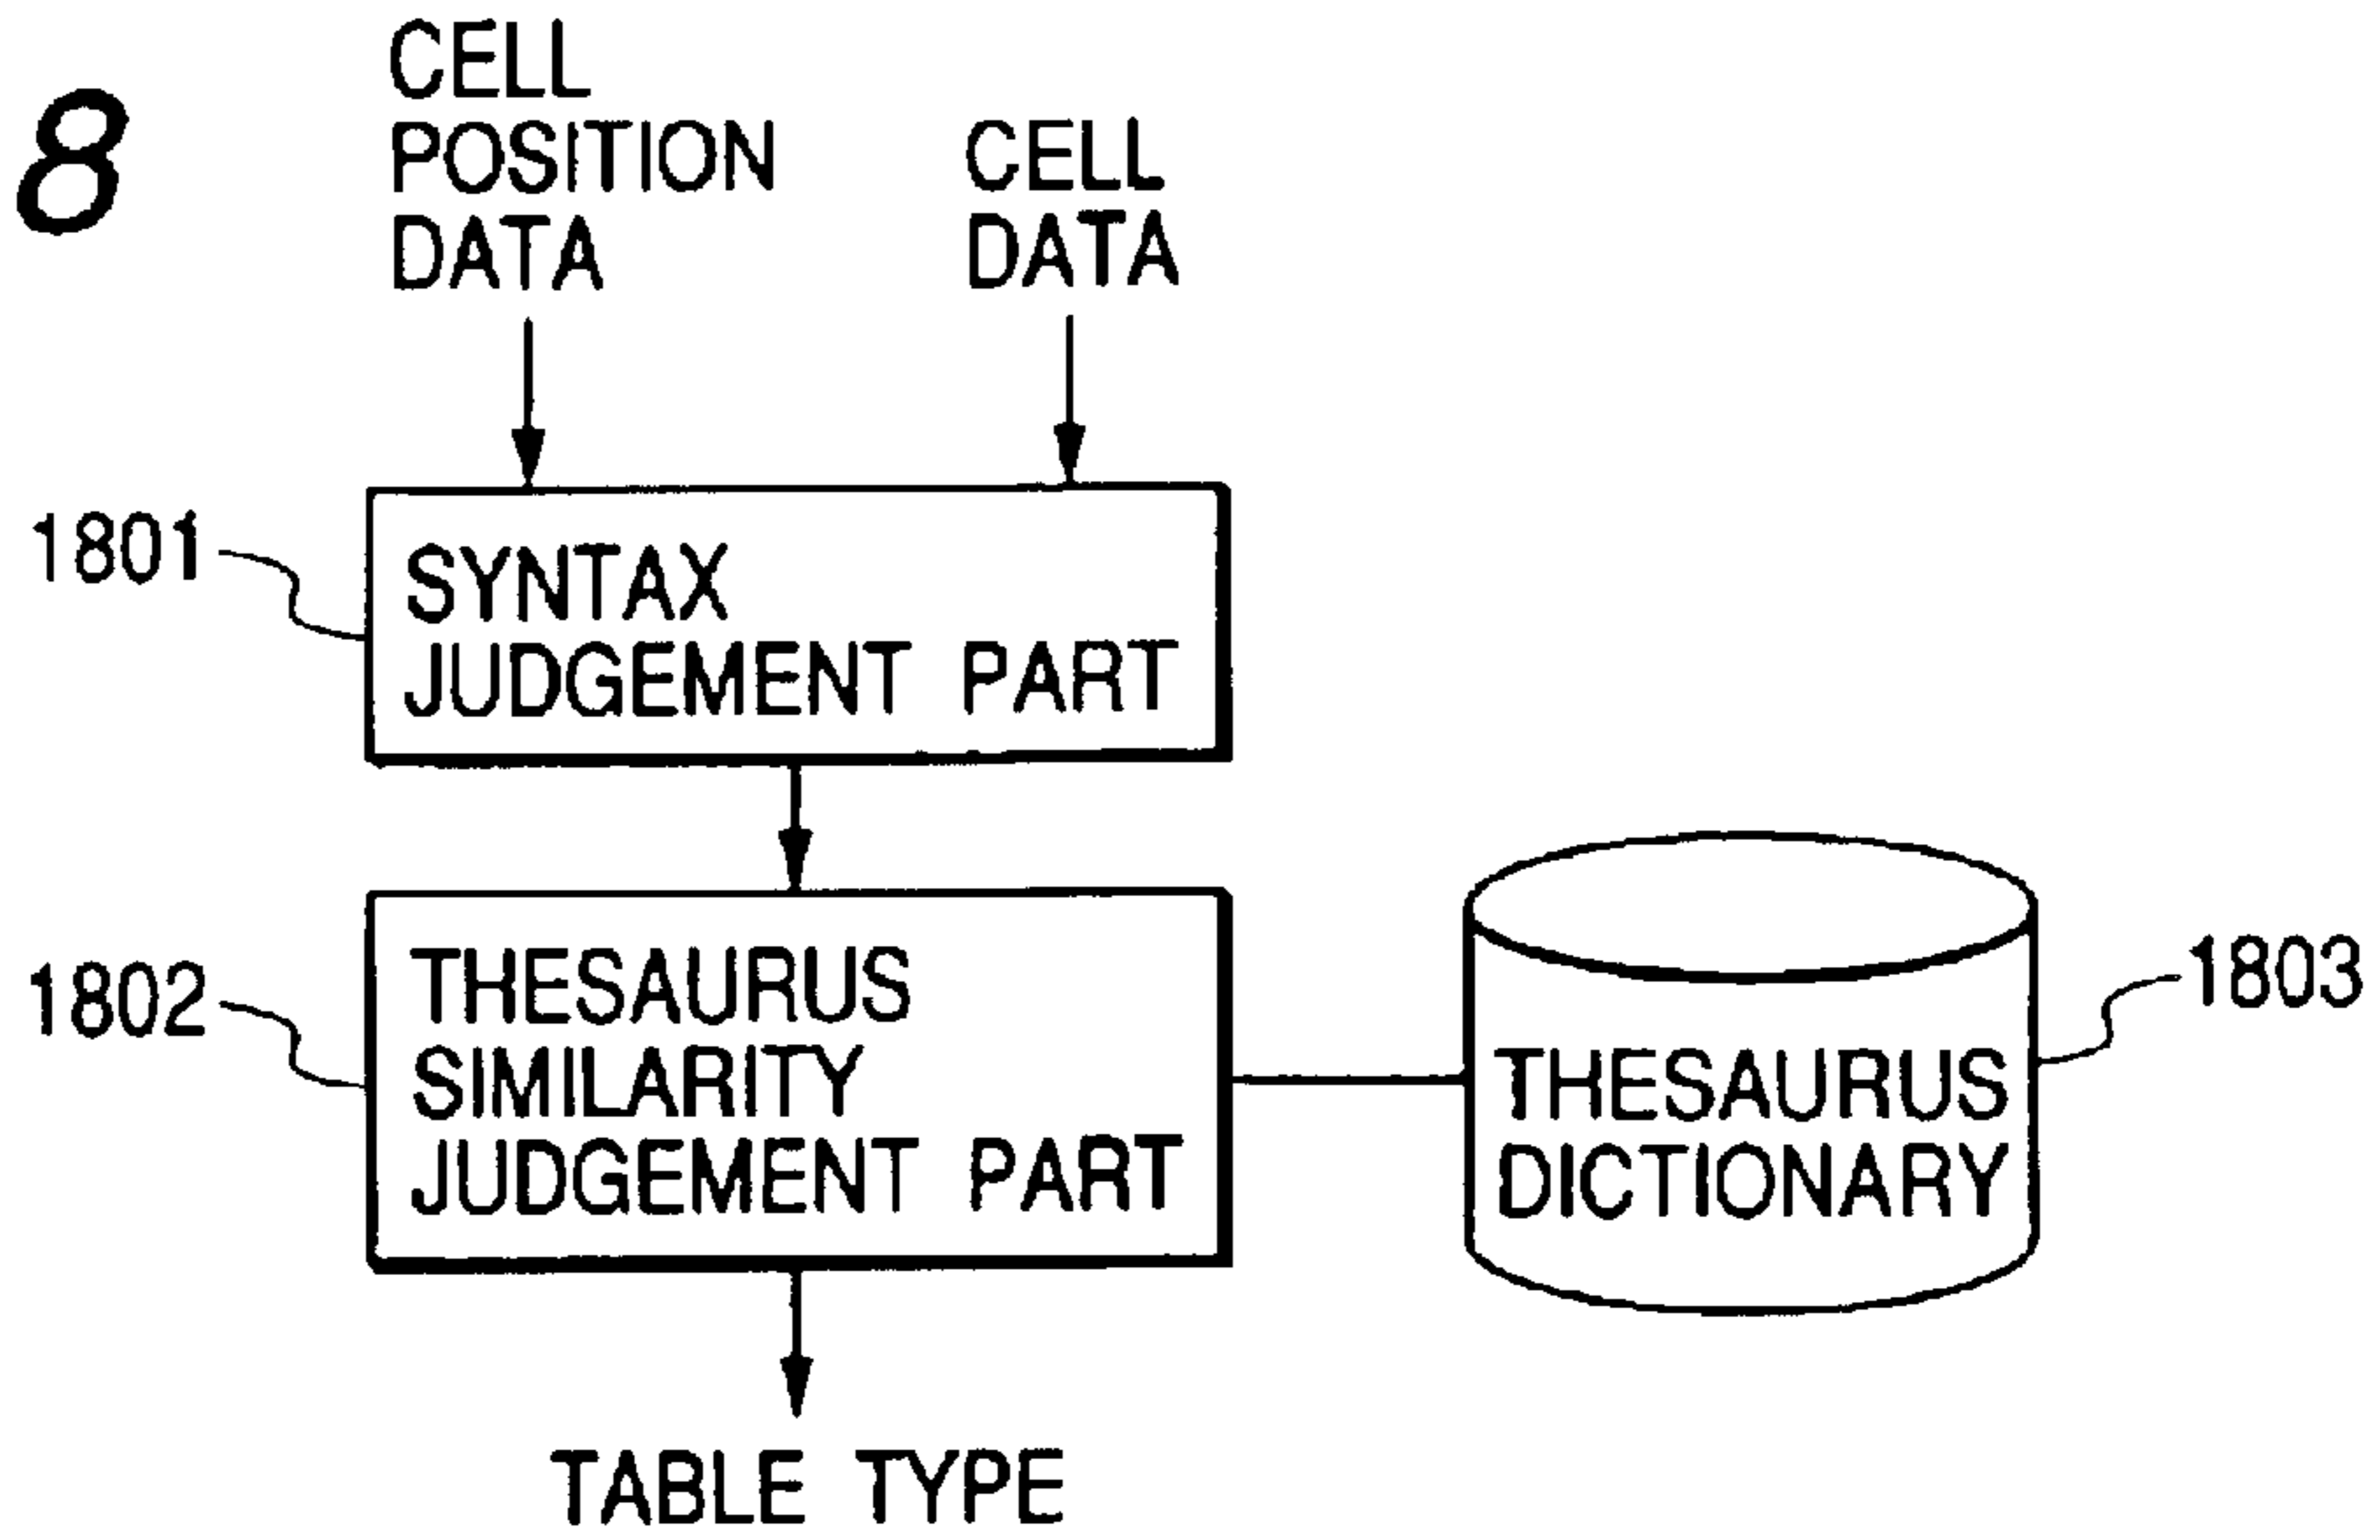 8
CELL
POSITION
DATA
CELL
DATA
1801
SYNTAX
JUDGEMENT PART
1802
THESAURUS
SIMILARITY
JUDGEMENT PART
1803
THESAURUS
DICTIONARY
TABLE TYPE